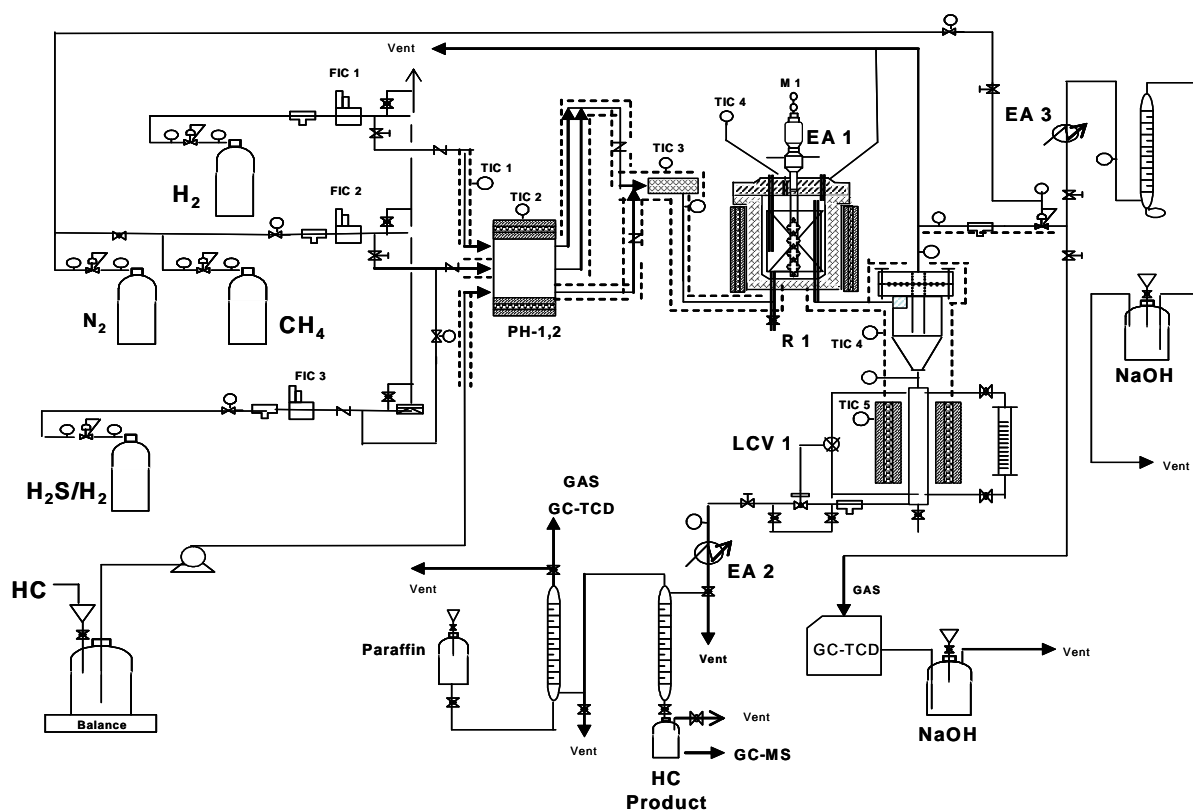 Vent
FIC 1
H2
FIC 2
N2
CH4
FIC 3
H2S/H2
TIC 1
TIC 2
PH-1,2
TIC 3
TIC 4
M 1
EA 1
R 1
EA 3
NaOH
Vent
TIC 4
TIC 5
LCV 1
GAS
GC-TCD
EA 2
Vent
HC
Balance
Paraffin
Vent
Vent
Vent
GC-MS
HC
Product
GAS
GC-TCD
Vent
NaOH